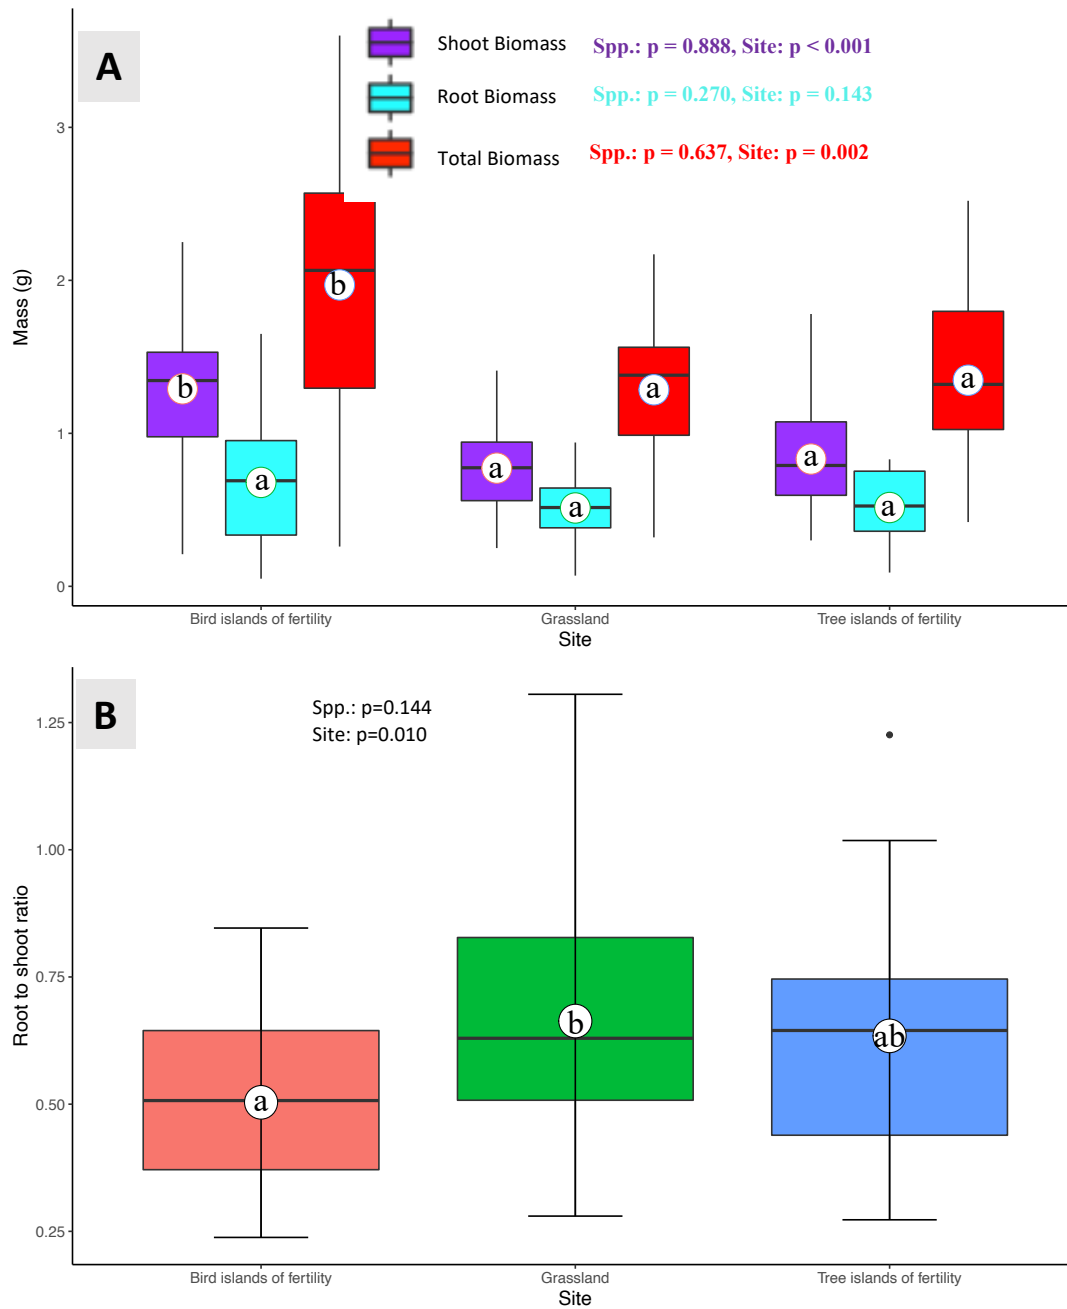 A
Shoot Biomass Spp.: p = 0.888, Site: p < 0.001
Root Biomass Spp.: p = 0.270, Site: p = 0.143
Total Biomass Spp.: p = 0.637, Site: p = 0.002
Mass (g)
3
2
1
0
b
a
b
a
a
a
a
a
a
Bird islands of fertility Grassland Tree islands of fertility
Site
B
Spp.: p=0.144
Site: p=0.010
Root to shoot ratio
1.25
1.00
0.75
0.50
0.25
a
b
ab
Bird islands of fertility Grassland Tree islands of fertility
Site